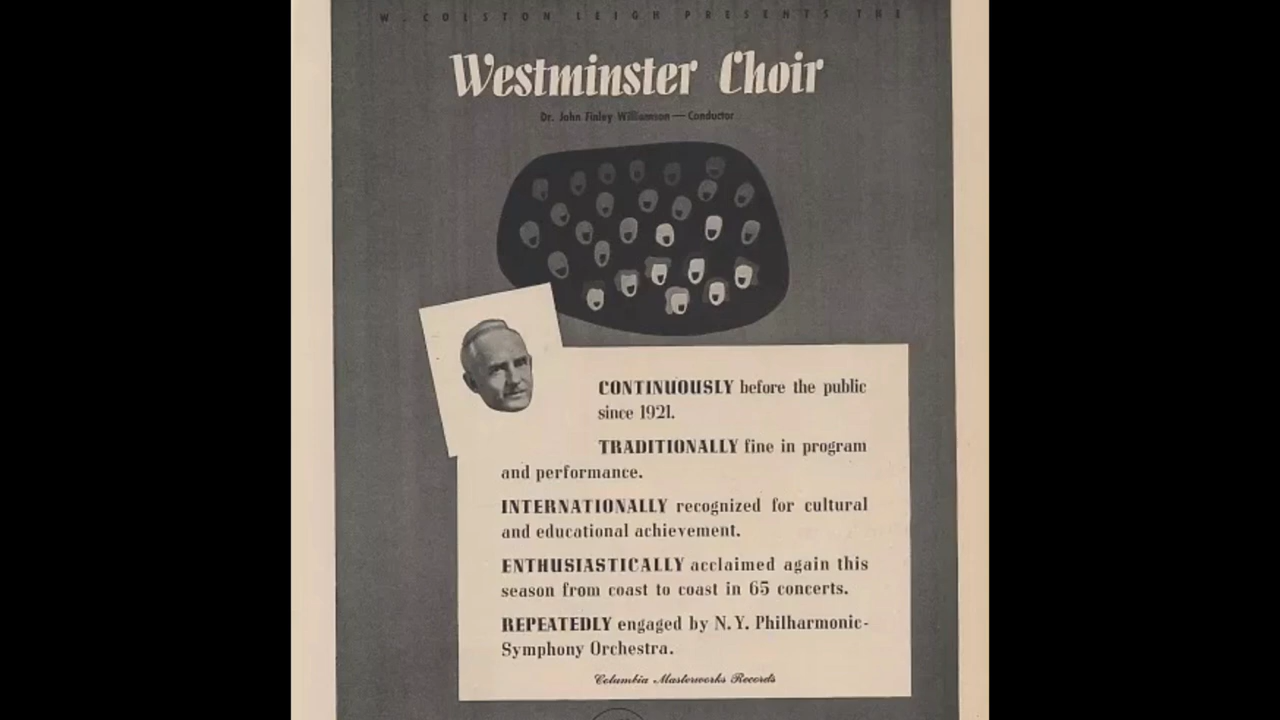 W. COLSTON LEIGH PRESENTS THE
Westminster Choir
Dr. John Finley Williamson — Conductor
CONTINUOUSLY before the public
since 1921.
TRADITIONALLY fine in program
and performance.
INTERNATIONALLY recognized for cultural
and educational achievement.
ENTHUSIASTICALLY acclaimed again this
season from coast to coast in 65 concerts.
REPEATEDLY engaged by N. Y. Philharmonic-
Symphony Orchestra.
Columbia Masterworks Records